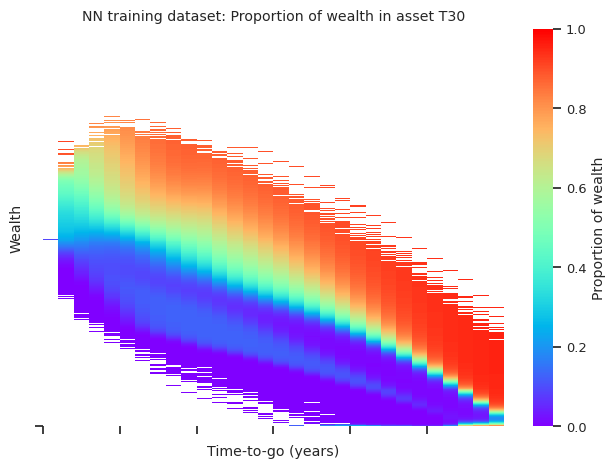 NN training dataset: Proportion of wealth in asset T30
1.0
0.8
0.6
0.4
0.2
0.0
Proportion of wealth
Wealth
Time-to-go (years)